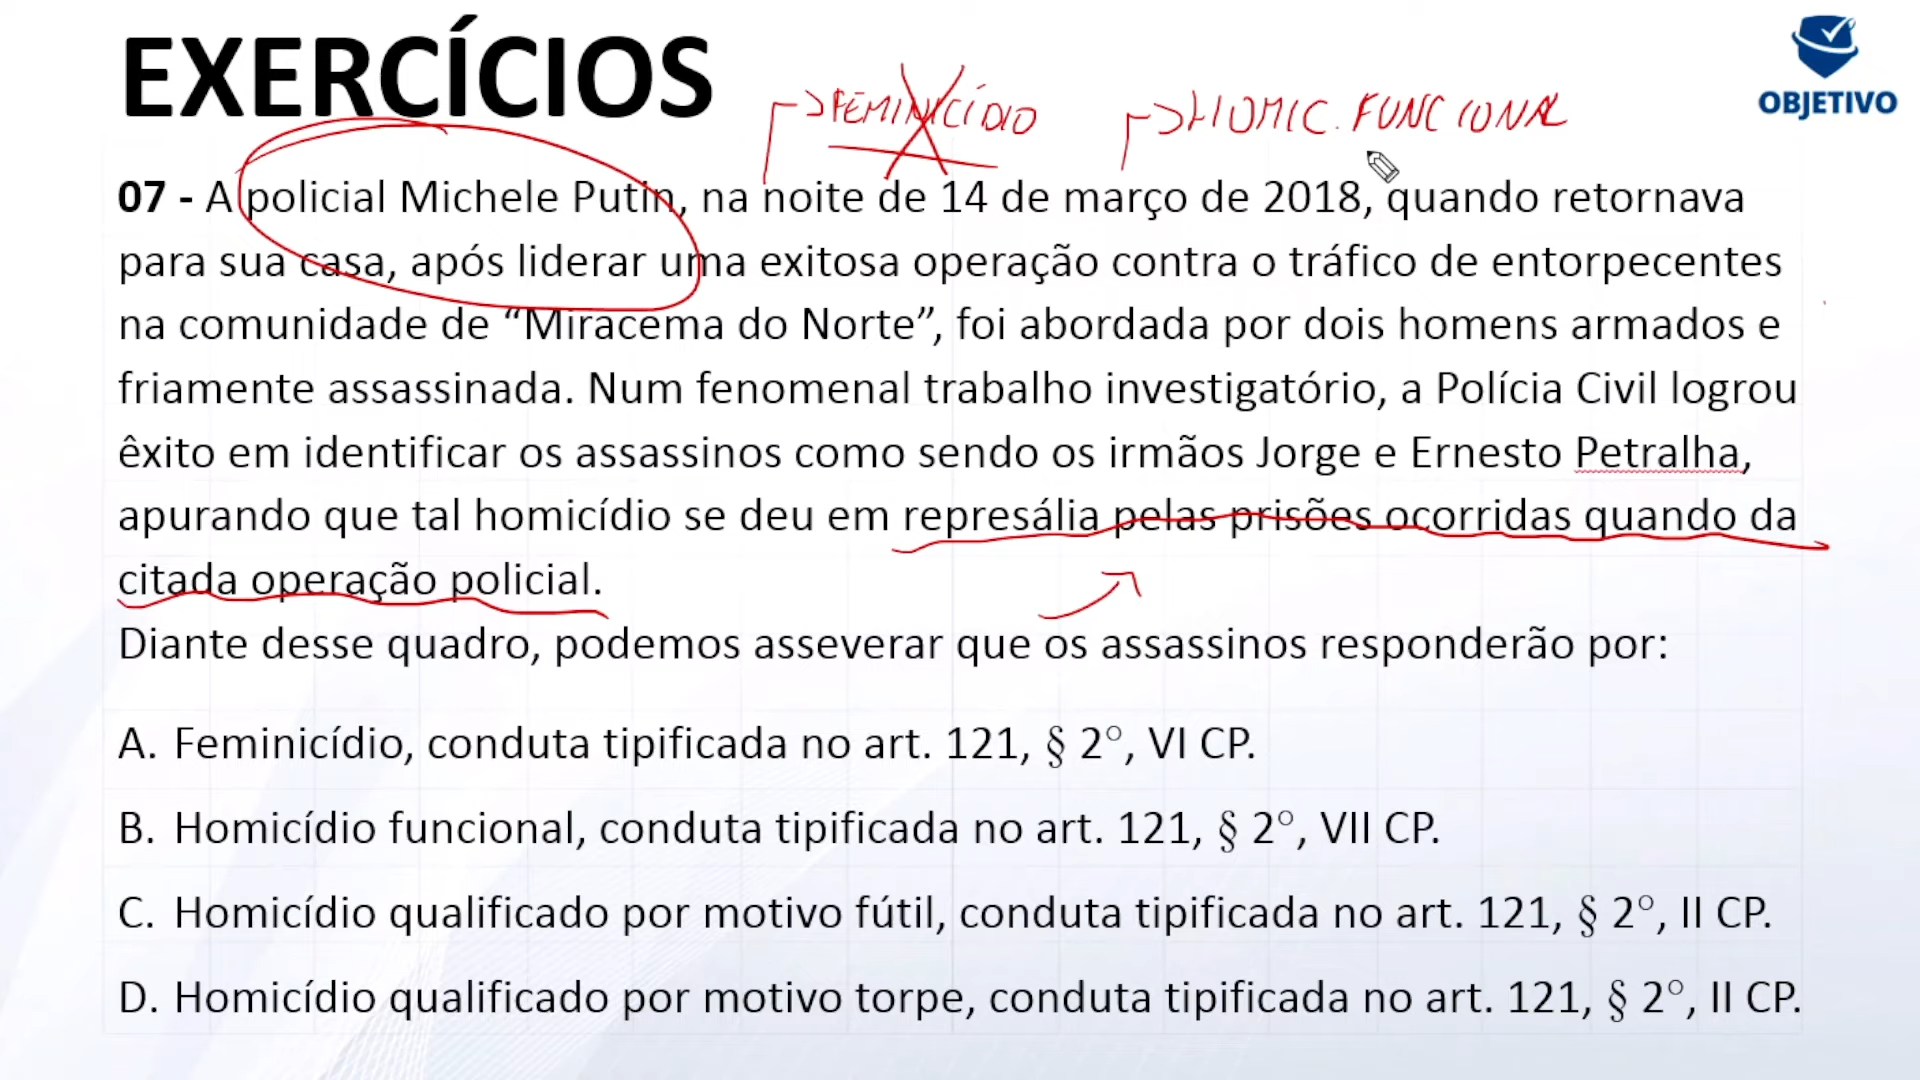 EXERCÍCIOS
OBJETIVO
FEMINICÍDIO
HOMIC. FUNCIONAL
07 - A policial Michele Putin, na noite de 14 de março de 2018, quando retornava
para sua casa, após liderar uma exitosa operação contra o tráfico de entorpecentes
na comunidade de “Miracema do Norte”, foi abordada por dois homens armados e
friamente assassinada. Num fenomenal trabalho investigatório, a Polícia Civil logrou
êxito em identificar os assassinos como sendo os irmãos Jorge e Ernesto Petralha,
apurando que tal homicídio se deu em represália pelas prisões ocorridas quando da
citada operação policial.
Diante desse quadro, podemos asseverar que os assassinos responderão por:
A. Feminicídio, conduta tipificada no art. 121, § 2°, VI CP.
B. Homicídio funcional, conduta tipificada no art. 121, § 2°, VII CP.
C. Homicídio qualificado por motivo fútil, conduta tipificada no art. 121, § 2°, II CP.
D. Homicídio qualificado por motivo torpe, conduta tipificada no art. 121, § 2°, II CP.